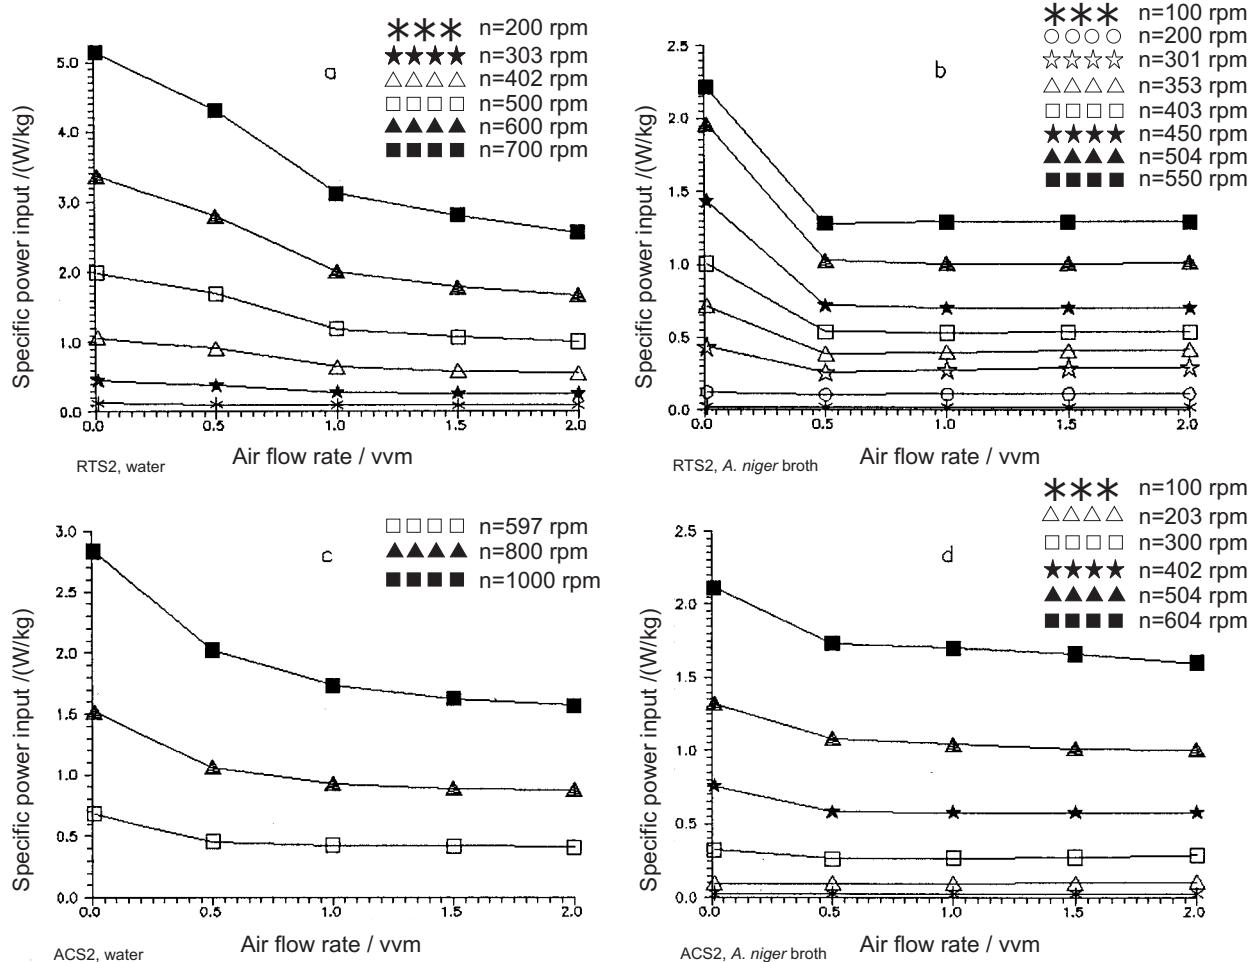 n=200 rpm
n=303 rpm
n=402 rpm
n=500 rpm
n=600 rpm
n=700 rpm
a
Specific power input /(W/kg)
5.0
4.0
3.0
2.0
1.0
0.0
0.0 0.5 1.0 1.5 2.0
RTS2, water
Air flow rate / vvm
n=100 rpm
n=200 rpm
n=301 rpm
n=353 rpm
n=403 rpm
n=450 rpm
n=504 rpm
n=550 rpm
b
Specific power input /(W/kg)
2.5
2.0
1.5
1.0
0.5
0.0
0.0 0.5 1.0 1.5 2.0
RTS2, A. niger broth
Air flow rate / vvm
n=597 rpm
n=800 rpm
n=1000 rpm
c
Specific power input /(W/kg)
3.0
2.5
2.0
1.5
1.0
0.5
0.0
0.0 0.5 1.0 1.5 2.0
ACS2, water
Air flow rate / vvm
n=100 rpm
n=203 rpm
n=300 rpm
n=402 rpm
n=504 rpm
n=604 rpm
d
Specific power input /(W/kg)
2.5
2.0
1.5
1.0
0.5
0.0
0.0 0.5 1.0 1.5 2.0
ACS2, A. niger broth
Air flow rate / vvm